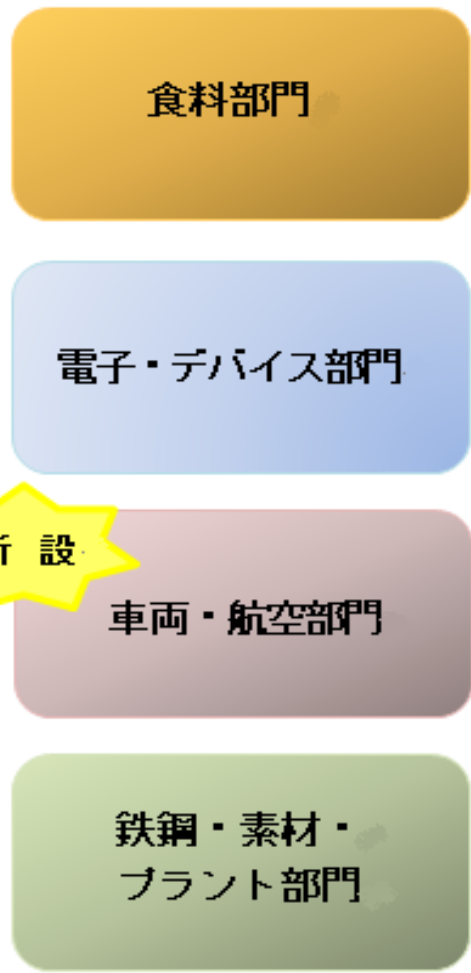 食料部門
電子・デバイス部門
新 設
車両・航空部門
鉄鋼・素材・
プラント部門